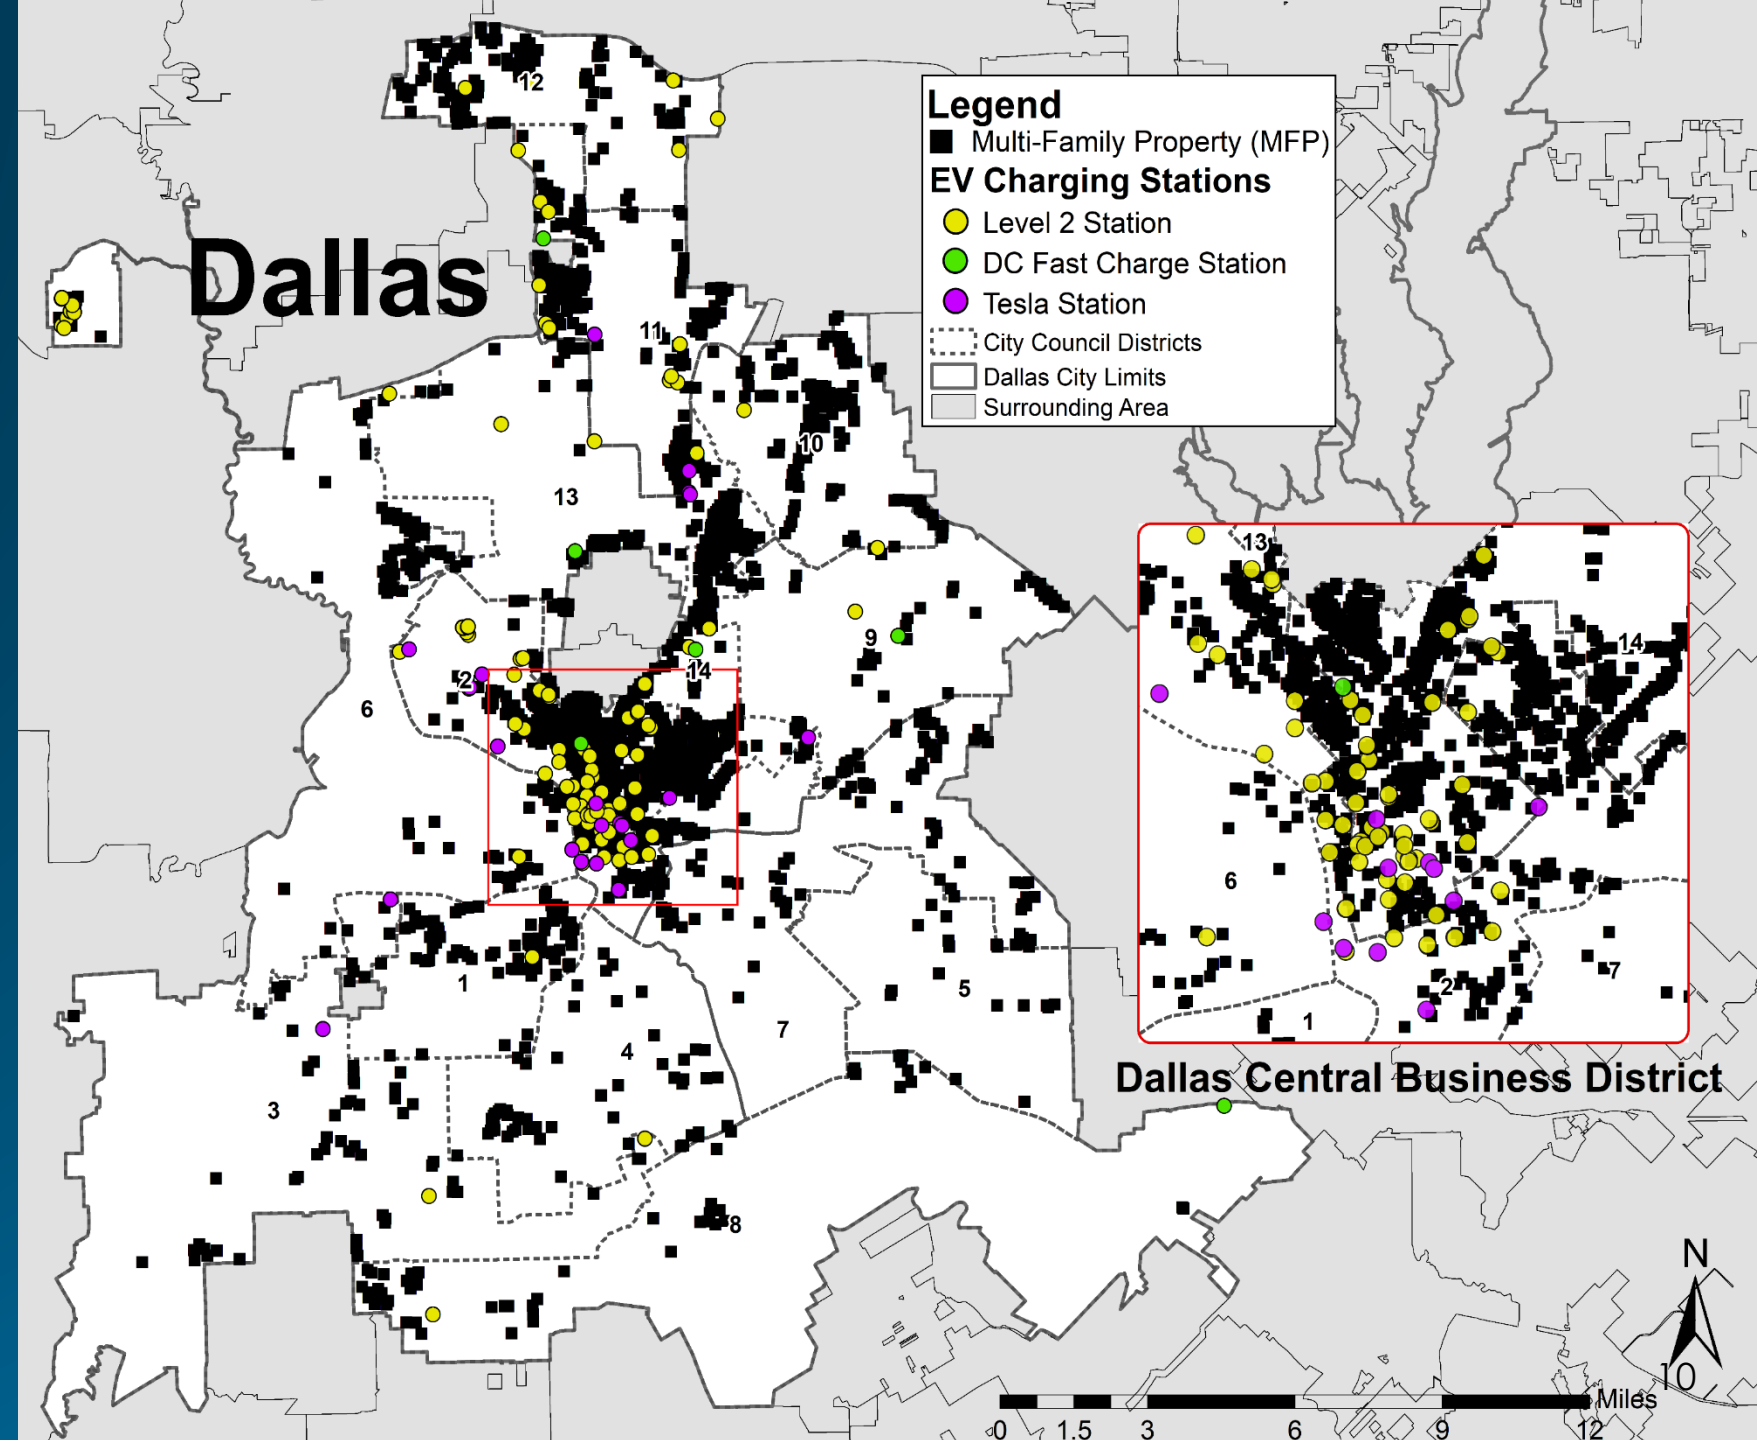 Dallas
Legend
Multi-Family Property (MFP)
EV Charging Stations
Level 2 Station
DC Fast Charge Station
Tesla Station
City Council Districts
Dallas City Limits
Surrounding Area
12
11
10
13
9
14
2
6
1
5
7
4
3
8
13
14
6
7
2
1
Dallas Central Business District
N
10
Miles
0 1.5 3 6 9 12